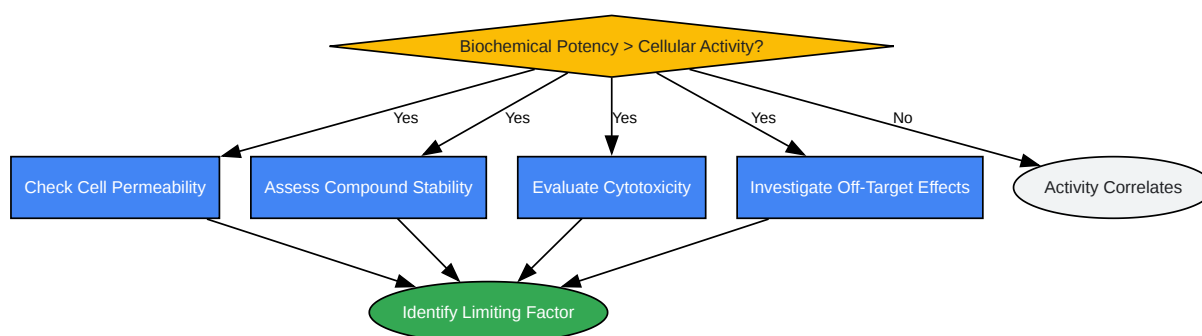 Biochemical Potency > Cellular Activity?
Yes
Yes
Yes
Yes
No
Check Cell Permeability
Assess Compound Stability
Evaluate Cytotoxicity
Investigate Off-Target Effects
Activity Correlates
Identify Limiting Factor